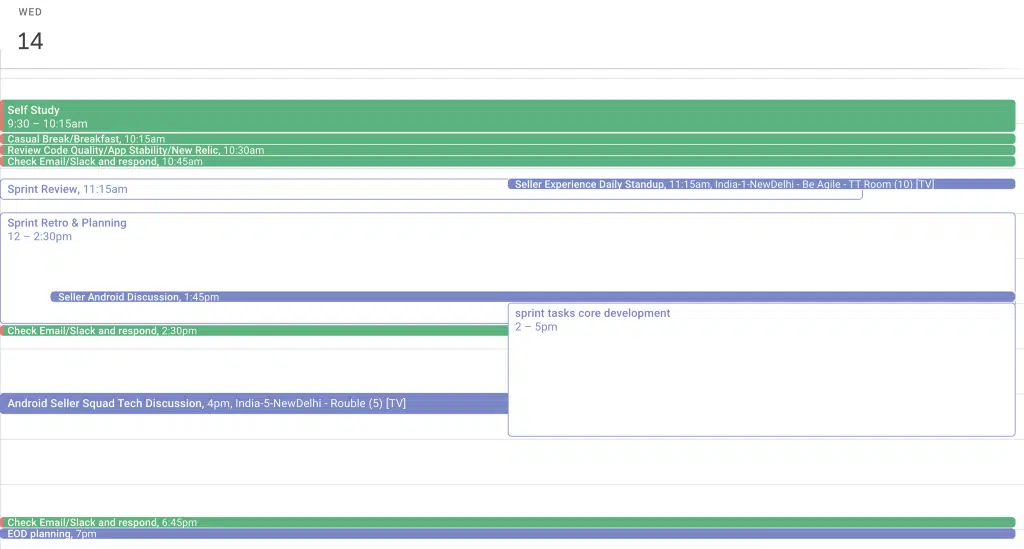 WED
14
Self Study
9:30 – 10:15am
Casual Break/Breakfast, 10:15am
Review Code Quality/App Stability/New Relic, 10:30am
Check Email/Slack and respond, 10:45am
Sprint Review, 11:15am
Seller Experience Daily Standup, 11:15am, India-1-NewDelhi - Be Agile - TT Room (10) [TV]
Sprint Retro & Planning
12 – 2:30pm
Seller Android Discussion, 1:45pm
sprint tasks core development
2 – 5pm
Check Email/Slack and respond, 2:30pm
Android Seller Squad Tech Discussion, 4pm, India-5-NewDelhi - Rouble (5) [TV]
Check Email/Slack and respond, 6:45pm
EOD planning, 7pm